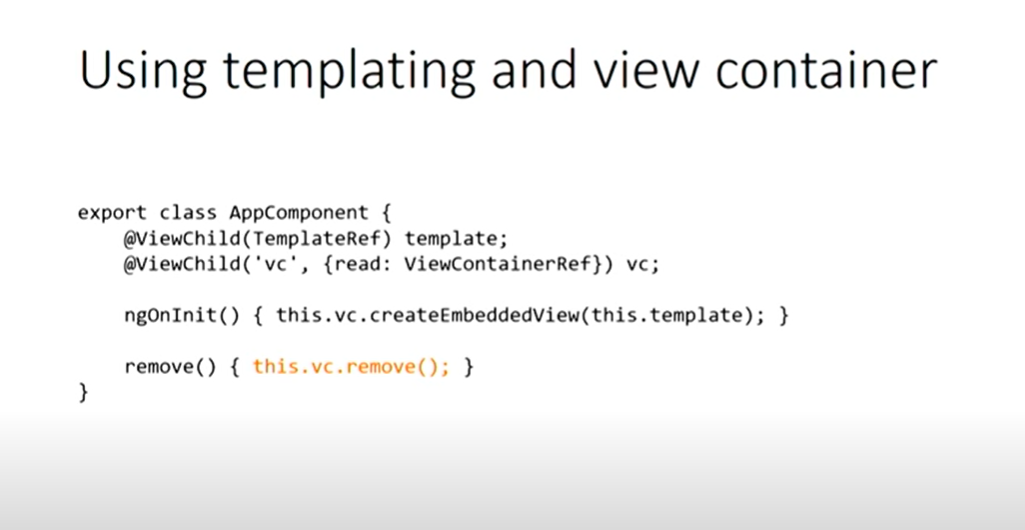 Using templating and view container
export class AppComponent {
    @ViewChild(TemplateRef) template;
    @ViewChild('vc', {read: ViewContainerRef}) vc;
    ngOnInit() { this.vc.createEmbeddedView(this.template); }
    remove() { this.vc.remove(); }
}